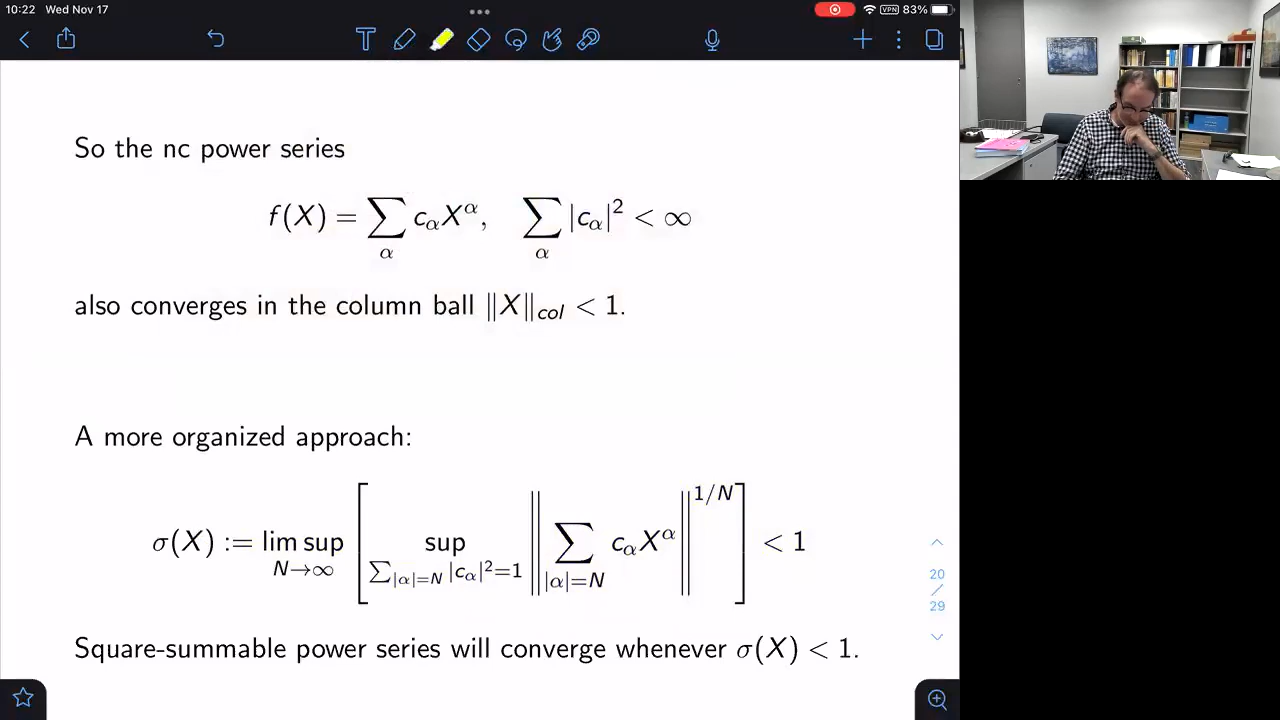 10:22 Wed Nov 17
VPN 83%
So the nc power series
f(X) = ∑_α c_α X^α, ∑_α |c_α|² < ∞
also converges in the column ball ‖X‖_col < 1.
A more organized approach:
σ(X) := lim sup_{N→∞} [ sup_{∑_{|α|=N} |c_α|²=1} ‖ ∑_{|α|=N} c_α X^α ‖^{1/N} ] < 1
Square-summable power series will converge whenever σ(X) < 1.
20
/
29